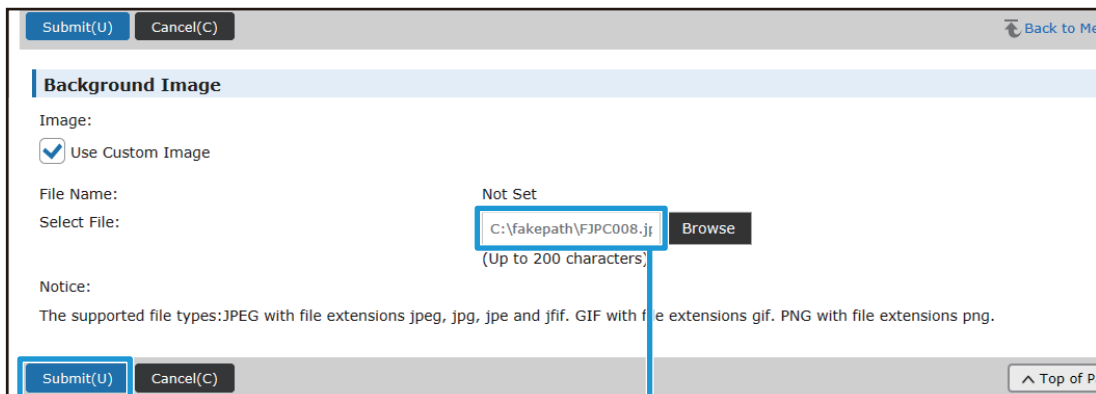 Submit(U) Cancel(C) Back to Me
Background Image
Image:
Use Custom Image
File Name: Not Set
Select File: C:\fakepath\FJPC008.jp Browse
(Up to 200 characters)
Notice:
The supported file types:JPEG with file extensions jpeg, jpg, jpe and jfif. GIF with file extensions gif. PNG with file extensions png.
Submit(U) Cancel(C) Top of P